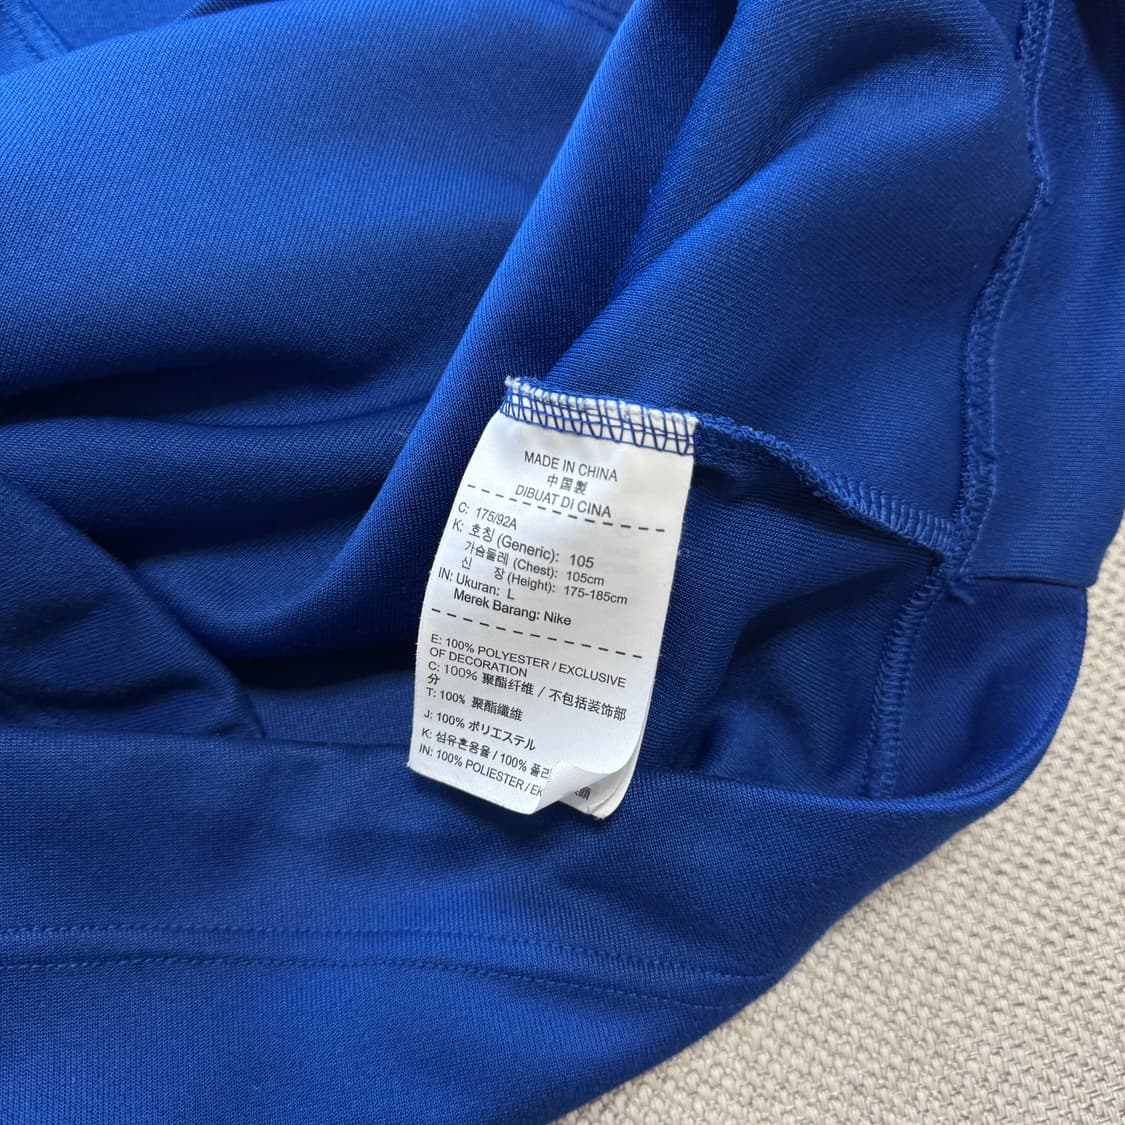 MADE IN CHINA
中国製
DIBUAT DI CINA
C: 175/92A
K: 호칭 (Generic): 105
가슴둘레 (Chest): 105cm
신 장 (Height): 175-185cm
IN: Ukuran: L
Merek Barang: Nike
E: 100% POLYESTER / EXCLUSIVE
OF DECORATION
C: 100% 聚酯纤维 / 不包括装饰部
分
T: 100% 聚酯纖維
J: 100% ポリエステル
K: 섬유혼용율 / 100% 폴리
IN: 100% POLIESTER / EK